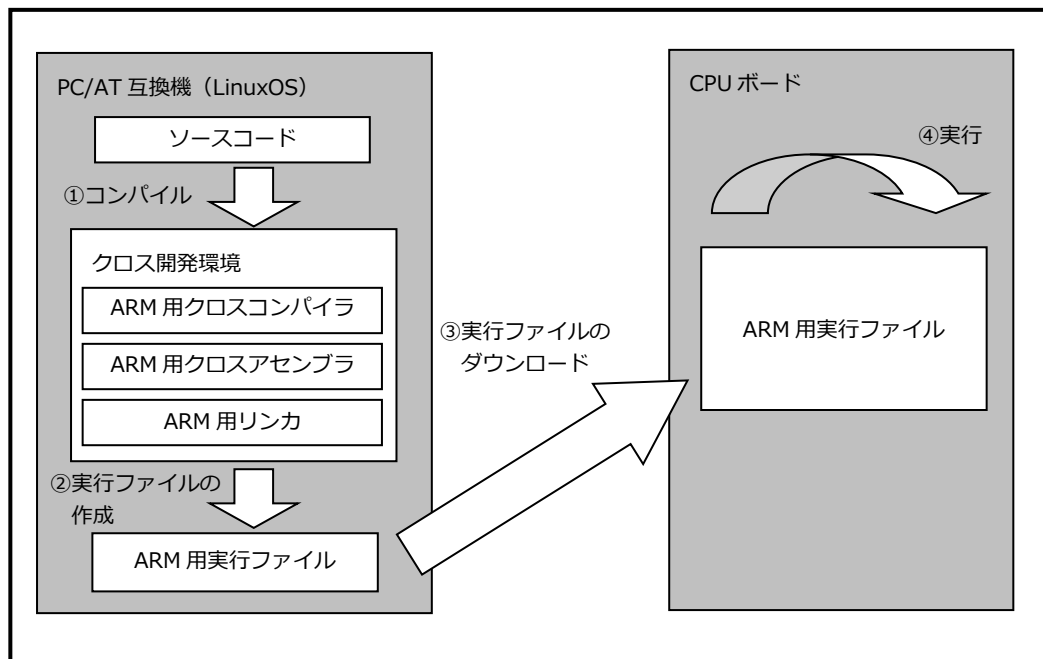 PC/AT 互換機（LinuxOS）
ソースコード
①コンパイル
クロス開発環境
ARM 用クロスコンパイラ
ARM 用クロスアセンブラ
ARM 用リンカ
②実行ファイルの
作成
ARM 用実行ファイル
③実行ファイルの
ダウンロード
CPU ボード
④実行
ARM 用実行ファイル